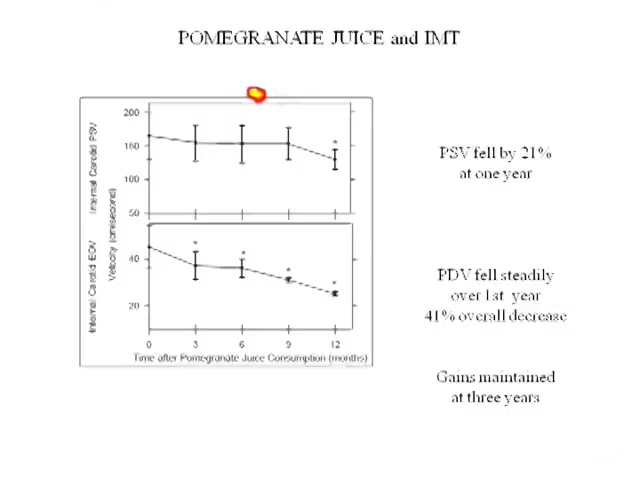 POMEGRANATE JUICE and IMT
Internal Carotid PSV
Internal Carotid EDV
Velocity (cm/second)
200
160
100
50
*
40
20
* * * *
0 3 6 9 12
Time after Pomegranate Juice Consumption (months)
PSV fell by 21%
at one year
PDV fell steadily
over 1st year
41% overall decrease
Gains maintained
at three years